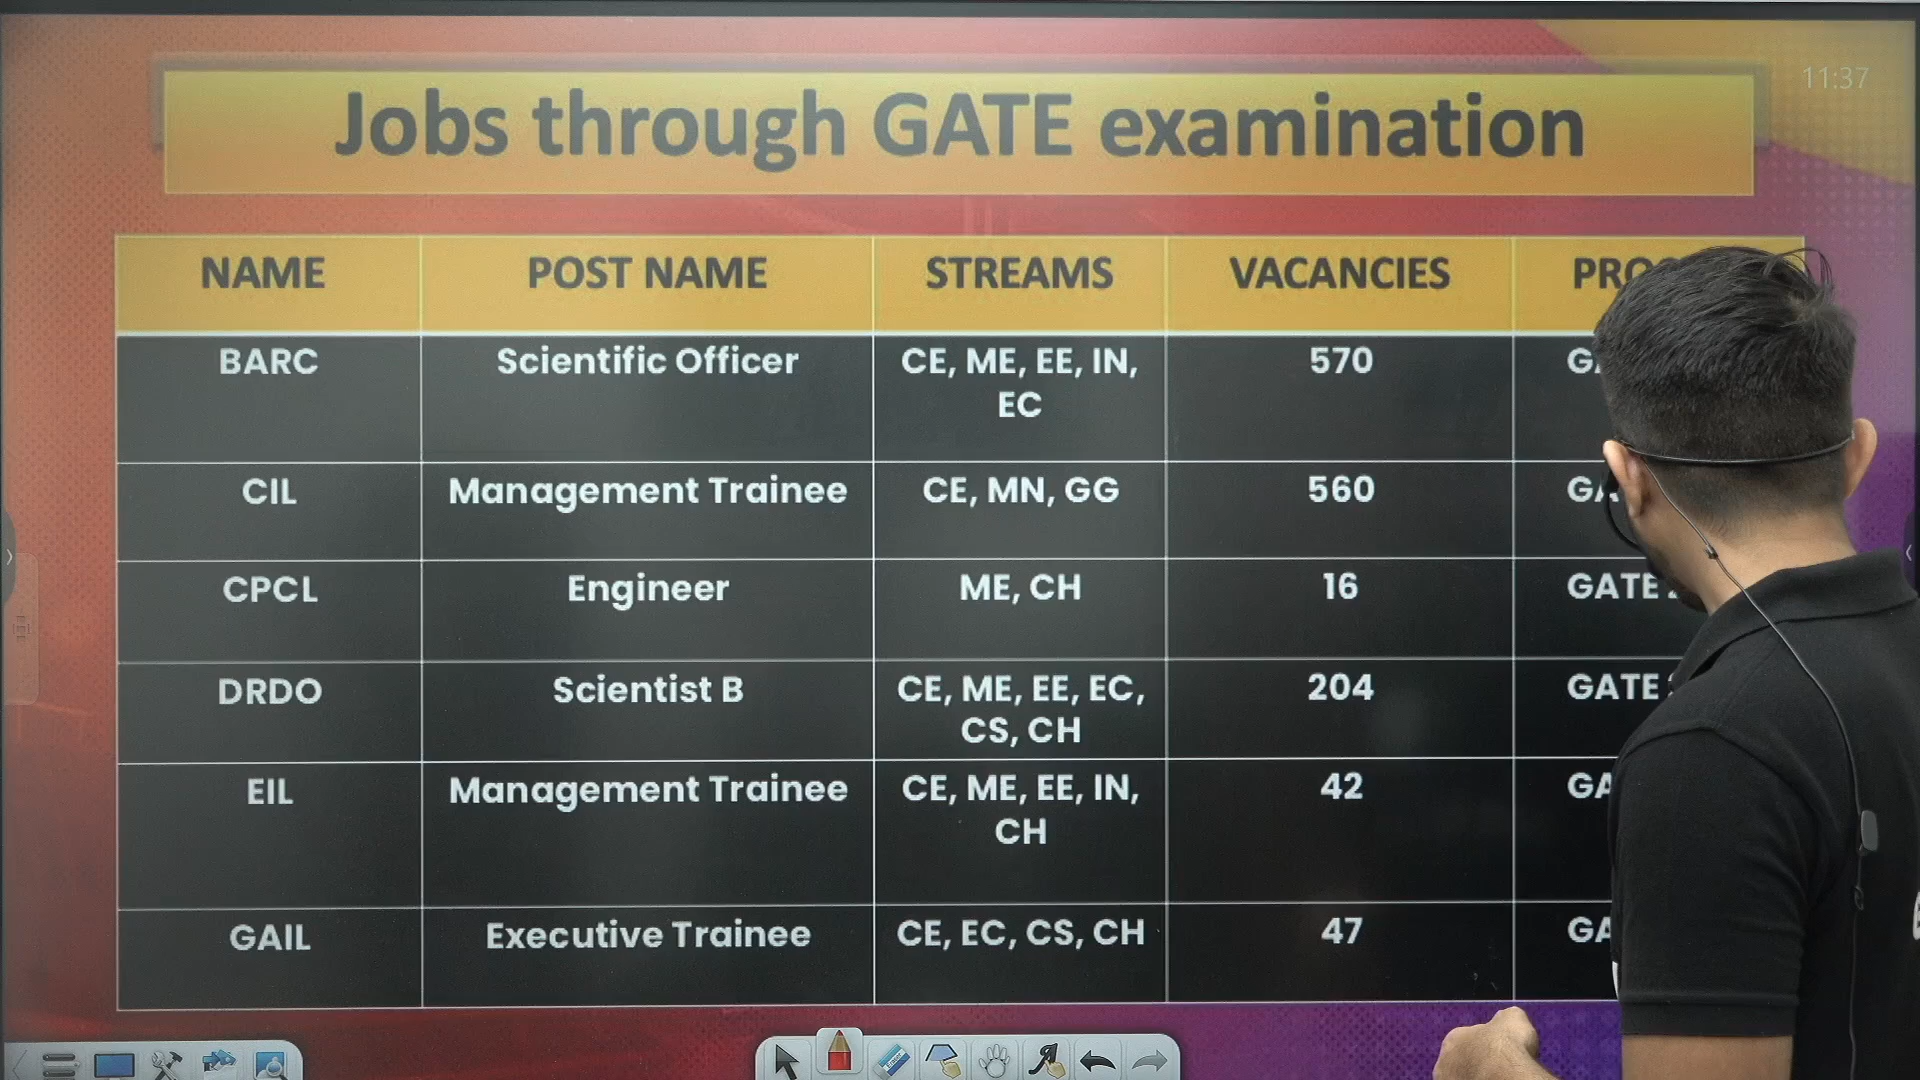 11:37
Jobs through GATE examination
NAME POST NAME STREAMS VACANCIES
BARC Scientific Officer CE, ME, EE, IN,
EC
570
CIL Management Trainee CE, MN, GG 560
CPCL Engineer ME, CH 16 GATE
DRDO Scientist B CE, ME, EE, EC,
CS, CH
204 GATE
EIL Management Trainee CE, ME, EE, IN,
CH
42
GAIL Executive Trainee CE, EC, CS, CH 47